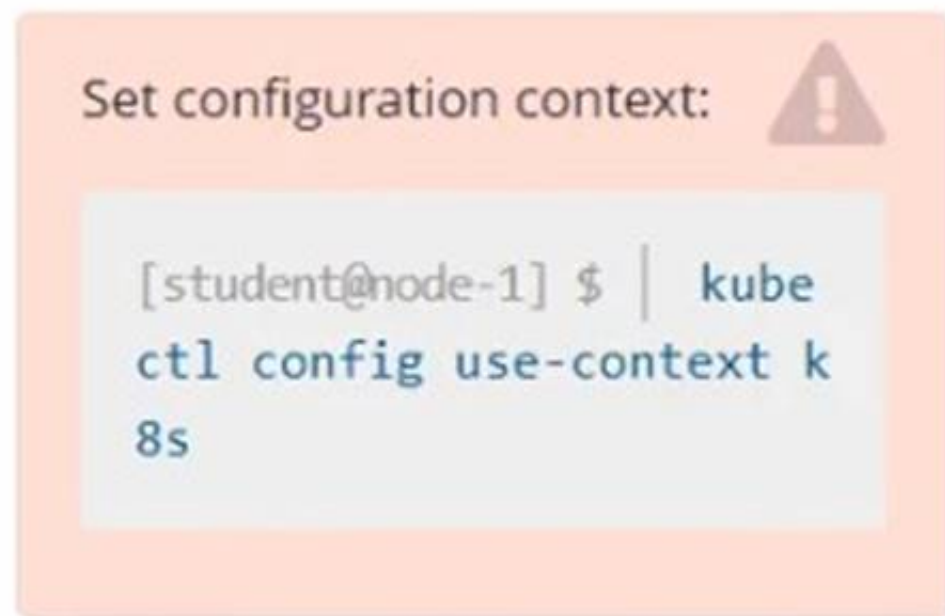 Set configuration context:
[student@node-1] $ | kube
ctl config use-context k
8s